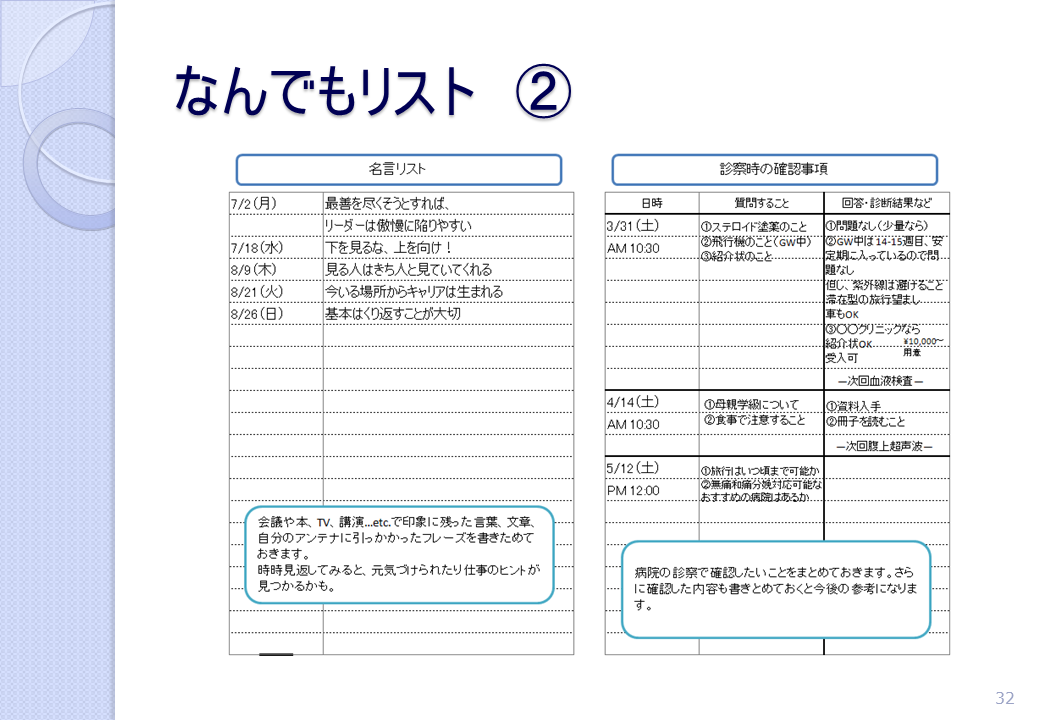 なんでもリスト ②
名言リスト
7/2(月) 最善を尽くそうとすれば、
リーダーは傲慢に陥りやすい
7/18(水) 下を見るな、上を向け！
8/9(木) 見る人はきち人と見ていてくれる
8/21(火) 今いる場所からキャリアは生まれる
8/26(日) 基本はくり返すことが大切
会議や本、TV、講演…etc.で印象に残った言葉、文章、
自分のアンテナに引っかかったフレーズを書きためて
おきます。
時時見返してみると、元気づけられたり仕事のヒントが
見つかるかも。
診察時の確認事項
日時 質問すること 回答・診断結果など
3/31(土)
AM 10:30
①ステロイド塗薬のこと
②飛行機のこと(GW中)
③紹介状のこと
①問題なし(少量なら)
②GW中は14-15週目、安
定期に入っているので問
題なし
但し、紫外線は避けること
滞在型の旅行望まし
車もOK
③〇〇クリニックなら
紹介状OK ¥10,000～
受入可 用意
―次回血液検査―
4/14(土)
AM 10:30
①母親学級について
②食事で注意すること
①資料入手
②冊子を読むこと
―次回腹上超声波―
5/12(土)
PM 12:00
①旅行はいつ頃まで可能か
②無痛和痛分娩対応可能な
おすすめの病院はあるか
病院の診察で確認したいことをまとめておきます。さら
に確認した内容も書きとめておくと今後の参考になりま
す。
32